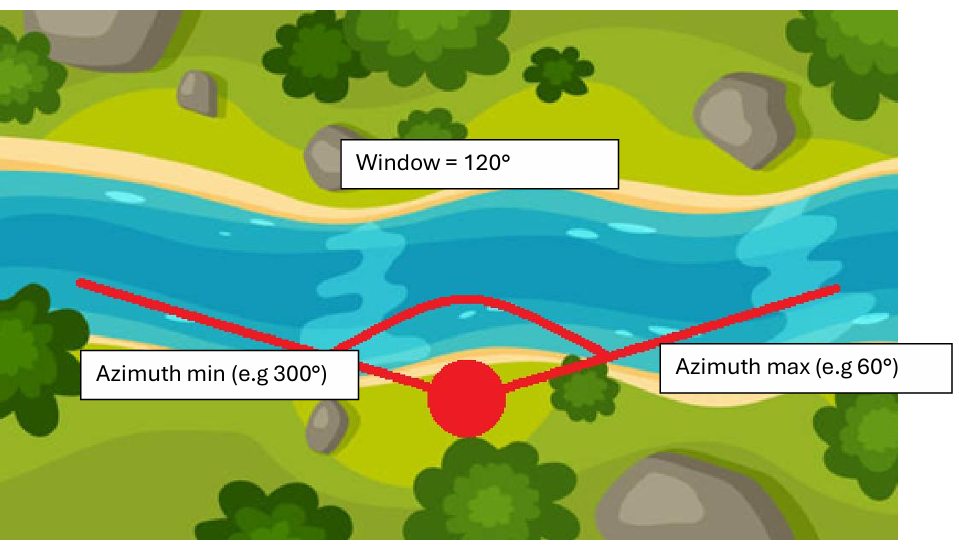 Window = 120°
Azimuth min (e.g 300°)
Azimuth max (e.g 60°)